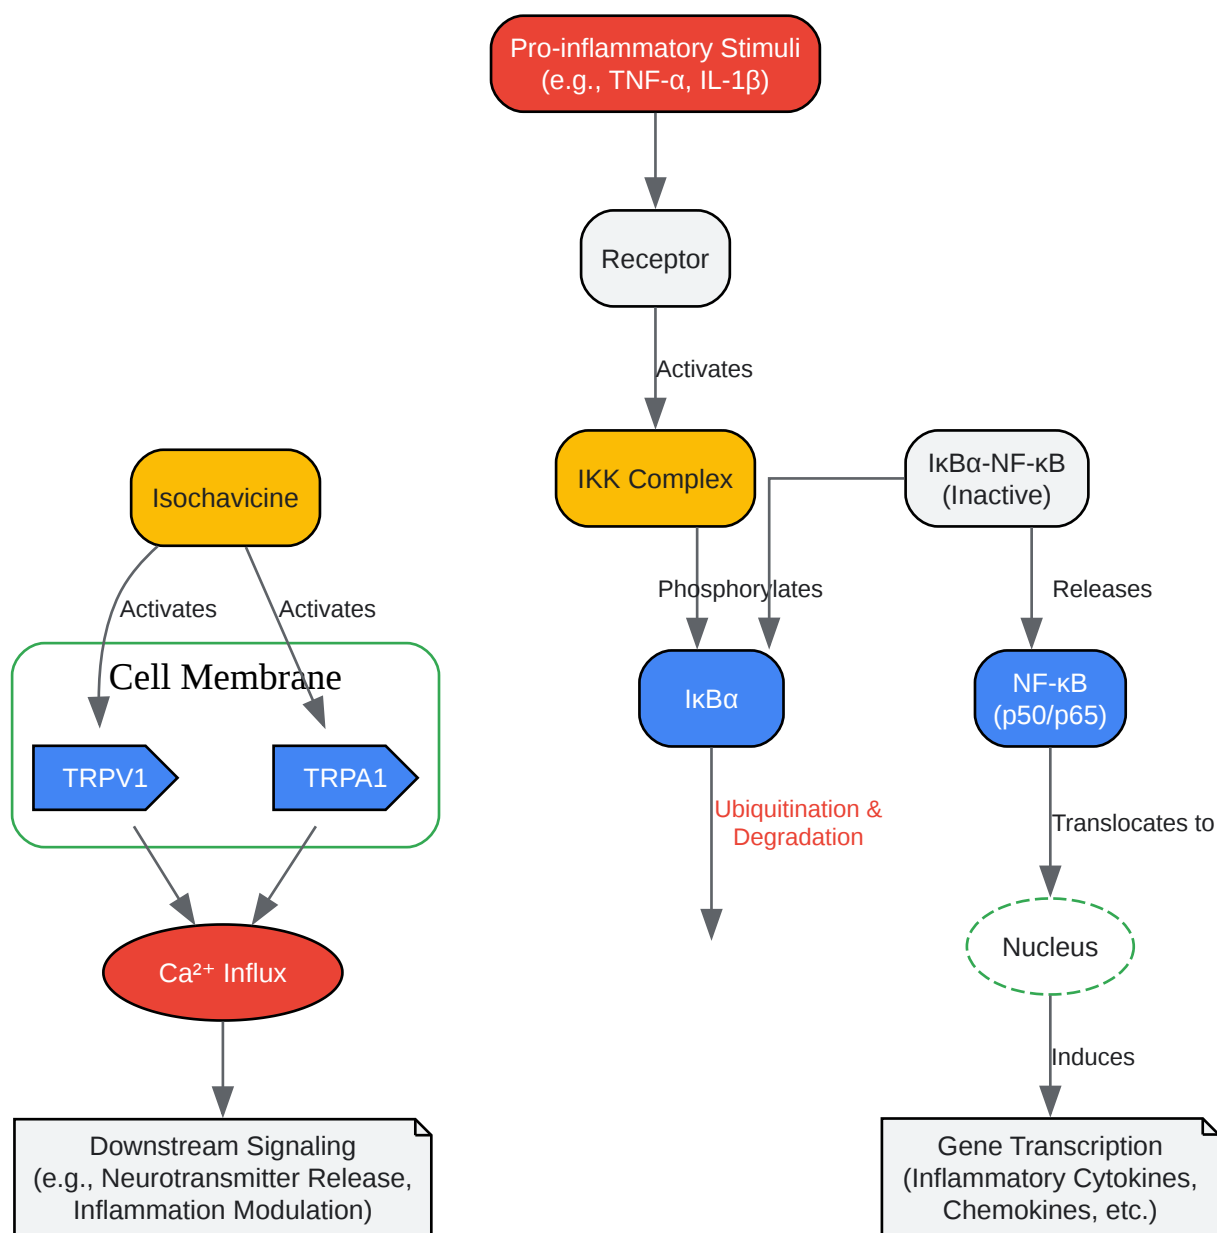 Pro-inflammatory Stimuli
(e.g., TNF-α, IL-1β)
Receptor
Activates
IKK Complex
IκBα-NF-κB
(Inactive)
Isochavicine
Activates
Activates
Phosphorylates
Releases
Cell Membrane
TRPV1
TRPA1
IκBα
NF-κB
(p50/p65)
Ubiquitination &
Degradation
Translocates to
Ca²⁺ Influx
Nucleus
Induces
Downstream Signaling
(e.g., Neurotransmitter Release,
Inflammation Modulation)
Gene Transcription
(Inflammatory Cytokines,
Chemokines, etc.)